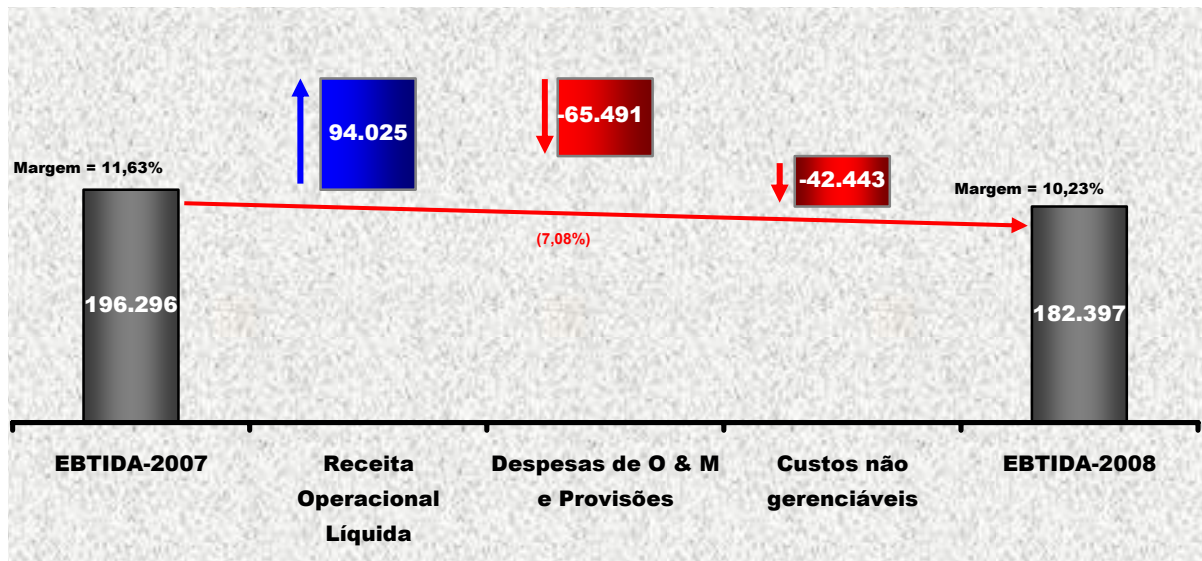 94.025
-65.491
Margem = 11,63%
-42.443
Margem = 10,23%
(7,08%)
196.296
182.397
EBTIDA-2007
Receita
Operacional
Líquida
Despesas de O & M
e Provisões
Custos não
gerenciáveis
EBTIDA-2008